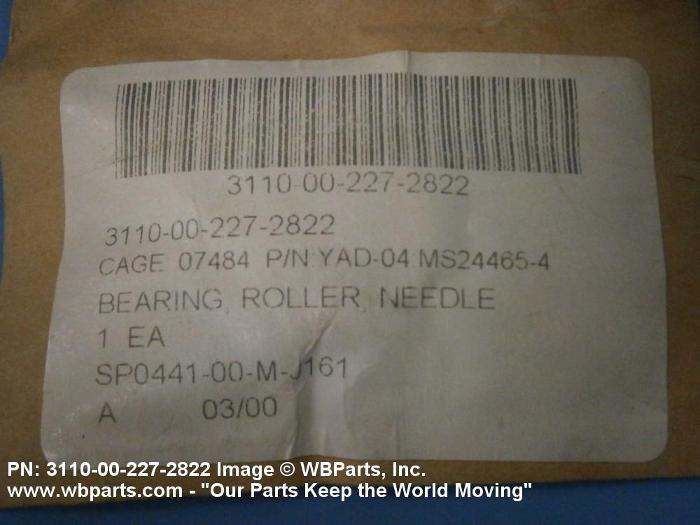 3110-00-227-2822
3110-00-227-2822
CAGE 07484 P/N YAD-04 MS24465-4
BEARING, ROLLER, NEEDLE
1 EA
SP0441-00-M-J161
A 03/00
PN: 3110-00-227-2822 Image © WBParts, Inc.
www.wbparts.com - "Our Parts Keep the World Moving"